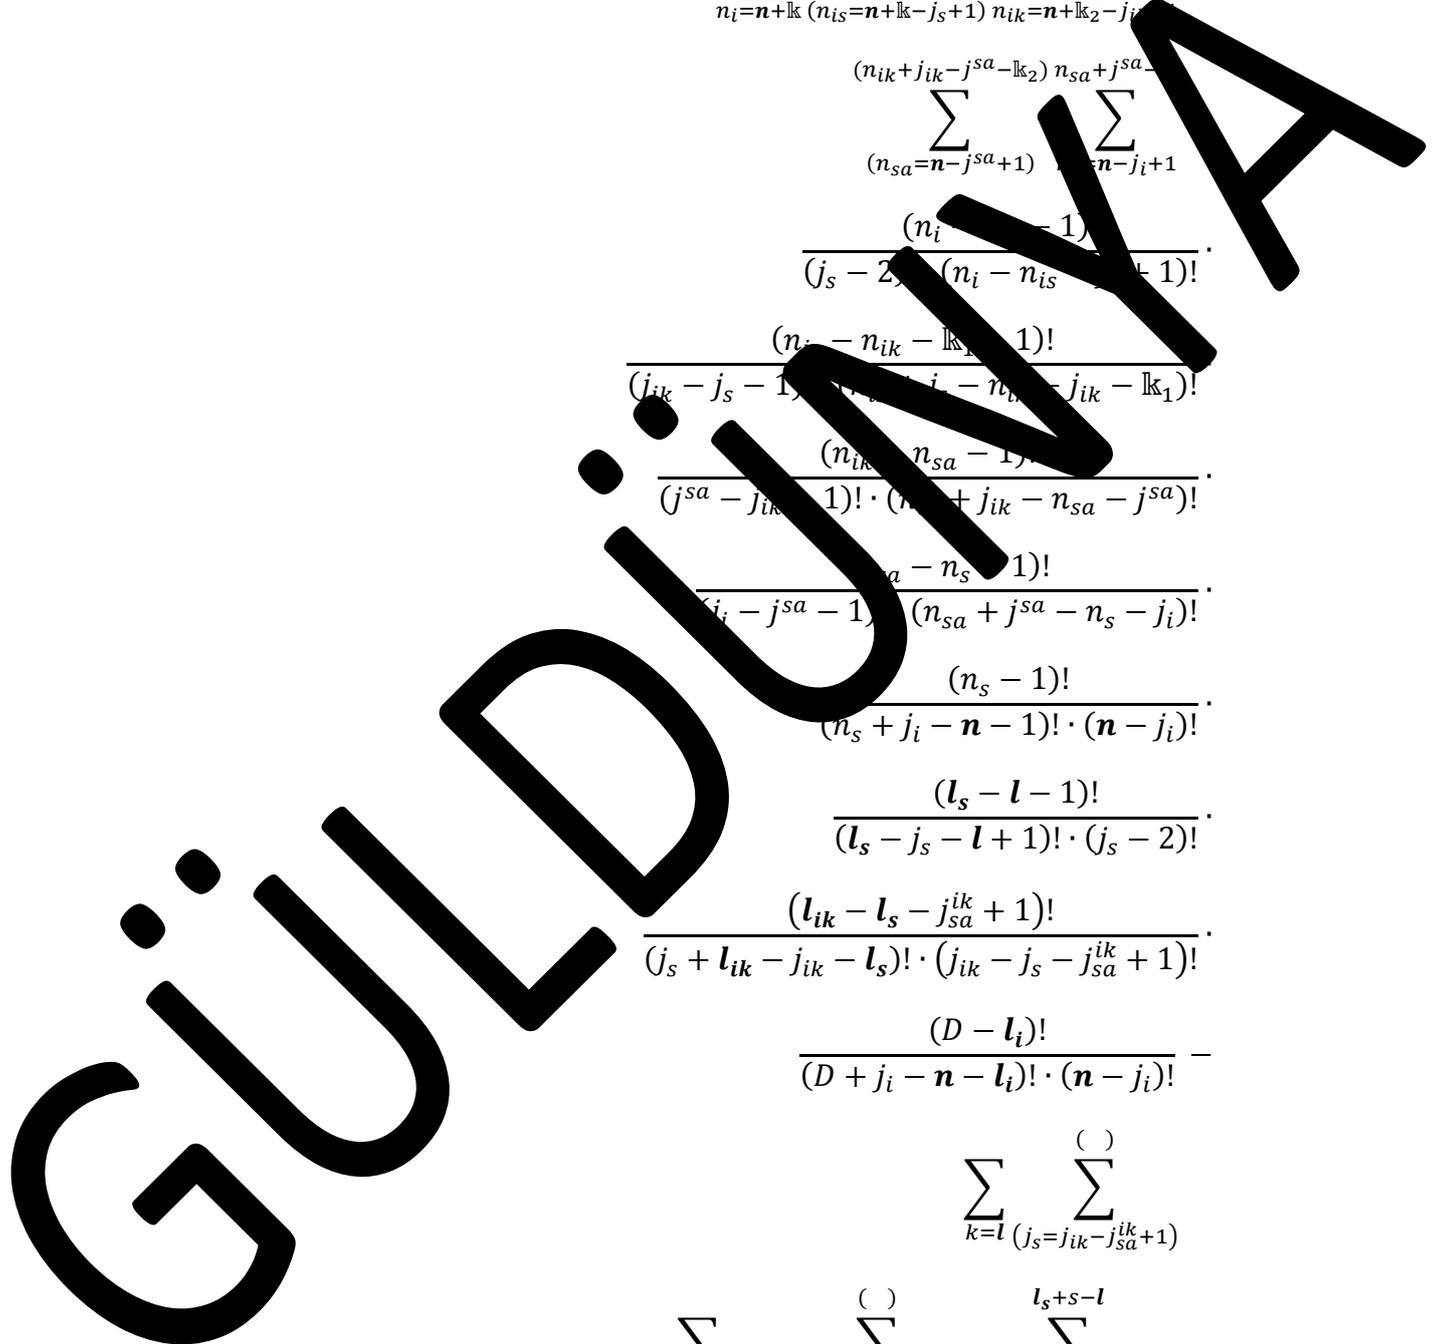 n_i=n+𝕜 (n_is=n+𝕜−j_s+1) n_ik=n+𝕜_2−j_i
(n_ik+j_ik−j^sa−𝕜_2) n_sa+j^sa−
∑ ∑
(n_sa=n−j^sa+1) =n−j_i+1
(n_i − 1)
(j_s − 2) (n_i − n_is + 1)! ·
( − n_ik − 𝕜_1 1)!
(j_ik − j_s − 1) − n − j_ik − 𝕜_1)!
(n_ik n_sa − 1)!
(j^sa − j_ik 1)! · ( + j_ik − n_sa − j^sa)! ·
− n_s 1)!
(j_i − j^sa − 1) (n_sa + j^sa − n_s − j_i)! ·
(n_s − 1)!
(n_s + j_i − n − 1)! · (n − j_i)! ·
(l_s − l − 1)!
(l_s − j_s − l + 1)! · (j_s − 2)! ·
(l_ik − l_s − j_sa^ik + 1)!
(j_s + l_ik − j_ik − l_s)! · (j_ik − j_s − j_sa^ik + 1)! ·
(D − l_i)!
(D + j_i − n − l_i)! · (n − j_i)! −
( )
∑ ∑
k=l (j_s=j_ik−j_sa^ik+1)
( ) l_s+s−l
∑ ∑ ∑
GÜLDÜNYA